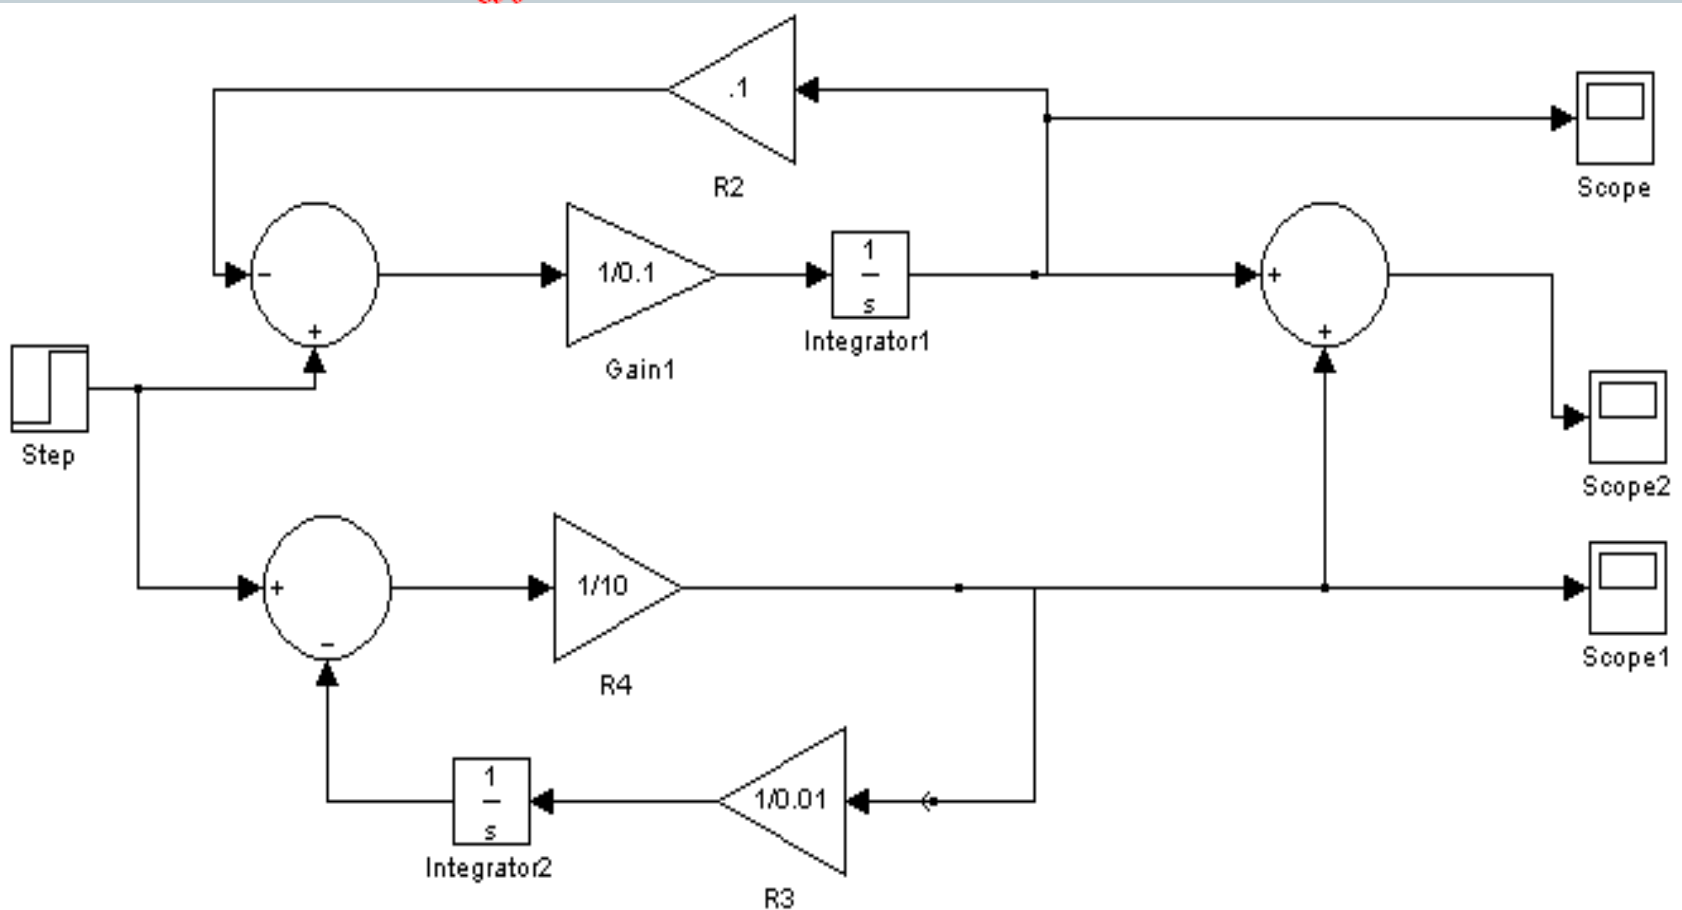 .1
R2
Scope
-
+
1/0.1
Gain1
1
s
Integrator1
+
+
Step
Scope2
+
-
1/10
R4
Scope1
1
s
Integrator2
1/0.01
R3